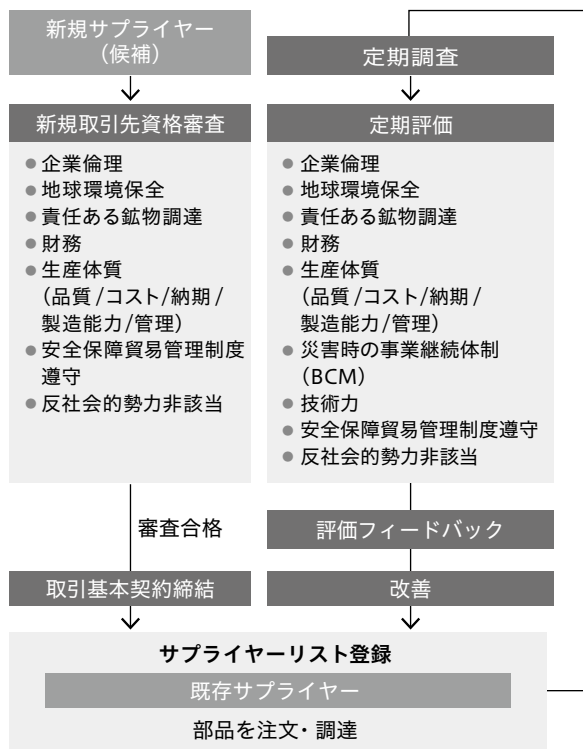 新規サプライヤー
（候補）
新規取引先資格審査
● 企業倫理
● 地球環境保全
● 責任ある鉱物調達
● 財務
● 生産体質
（品質/コスト/納期/
製造能力/管理）
● 安全保障貿易管理制度
遵守
● 反社会的勢力非該当
審査合格
取引基本契約締結
定期調査
定期評価
● 企業倫理
● 地球環境保全
● 責任ある鉱物調達
● 財務
● 生産体質
（品質/コスト/納期/
製造能力/管理）
● 災害時の事業継続体制
（BCM）
● 技術力
● 安全保障貿易管理制度遵守
● 反社会的勢力非該当
評価フィードバック
改善
サプライヤーリスト登録
既存サプライヤー
部品を注文・調達